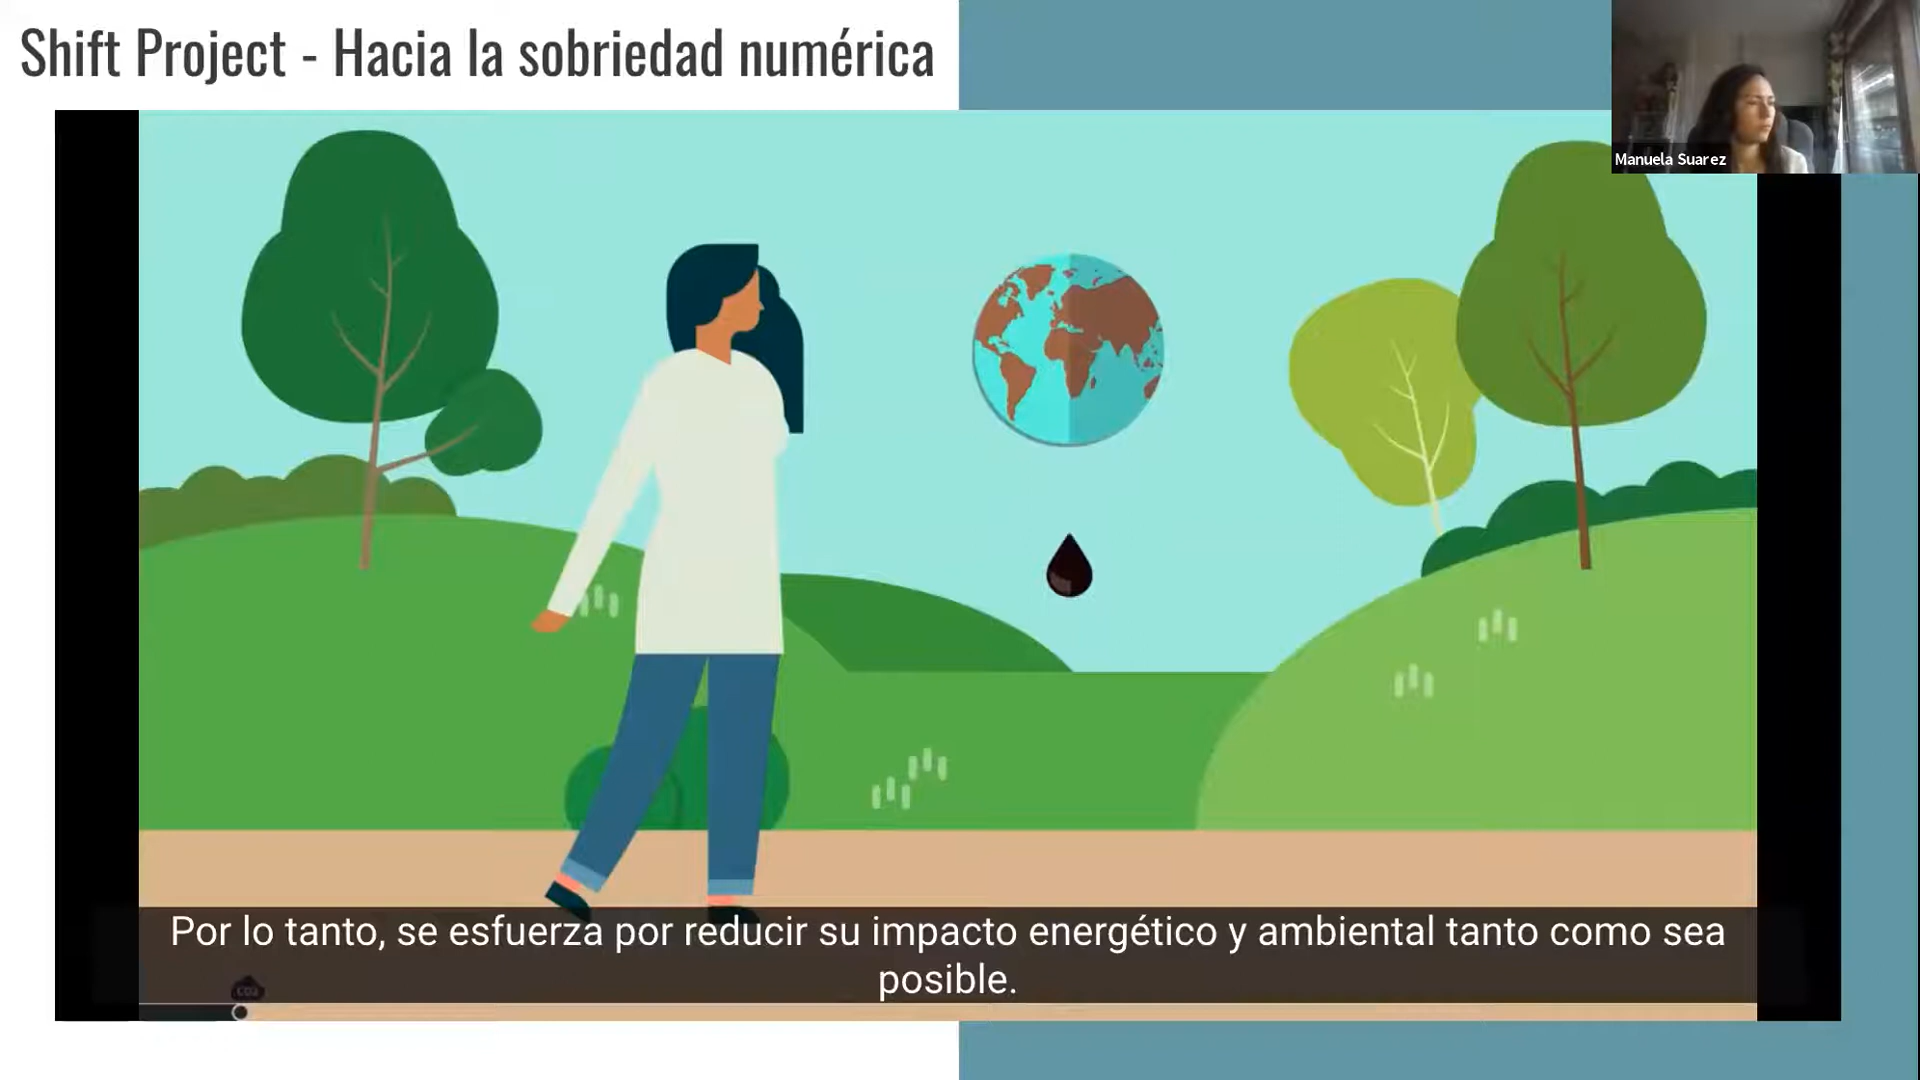 Shift Project - Hacia la sobriedad numérica
Manuela Suarez
Por lo tanto, se esfuerza por reducir su impacto energético y ambiental tanto como sea
posible.
CO2